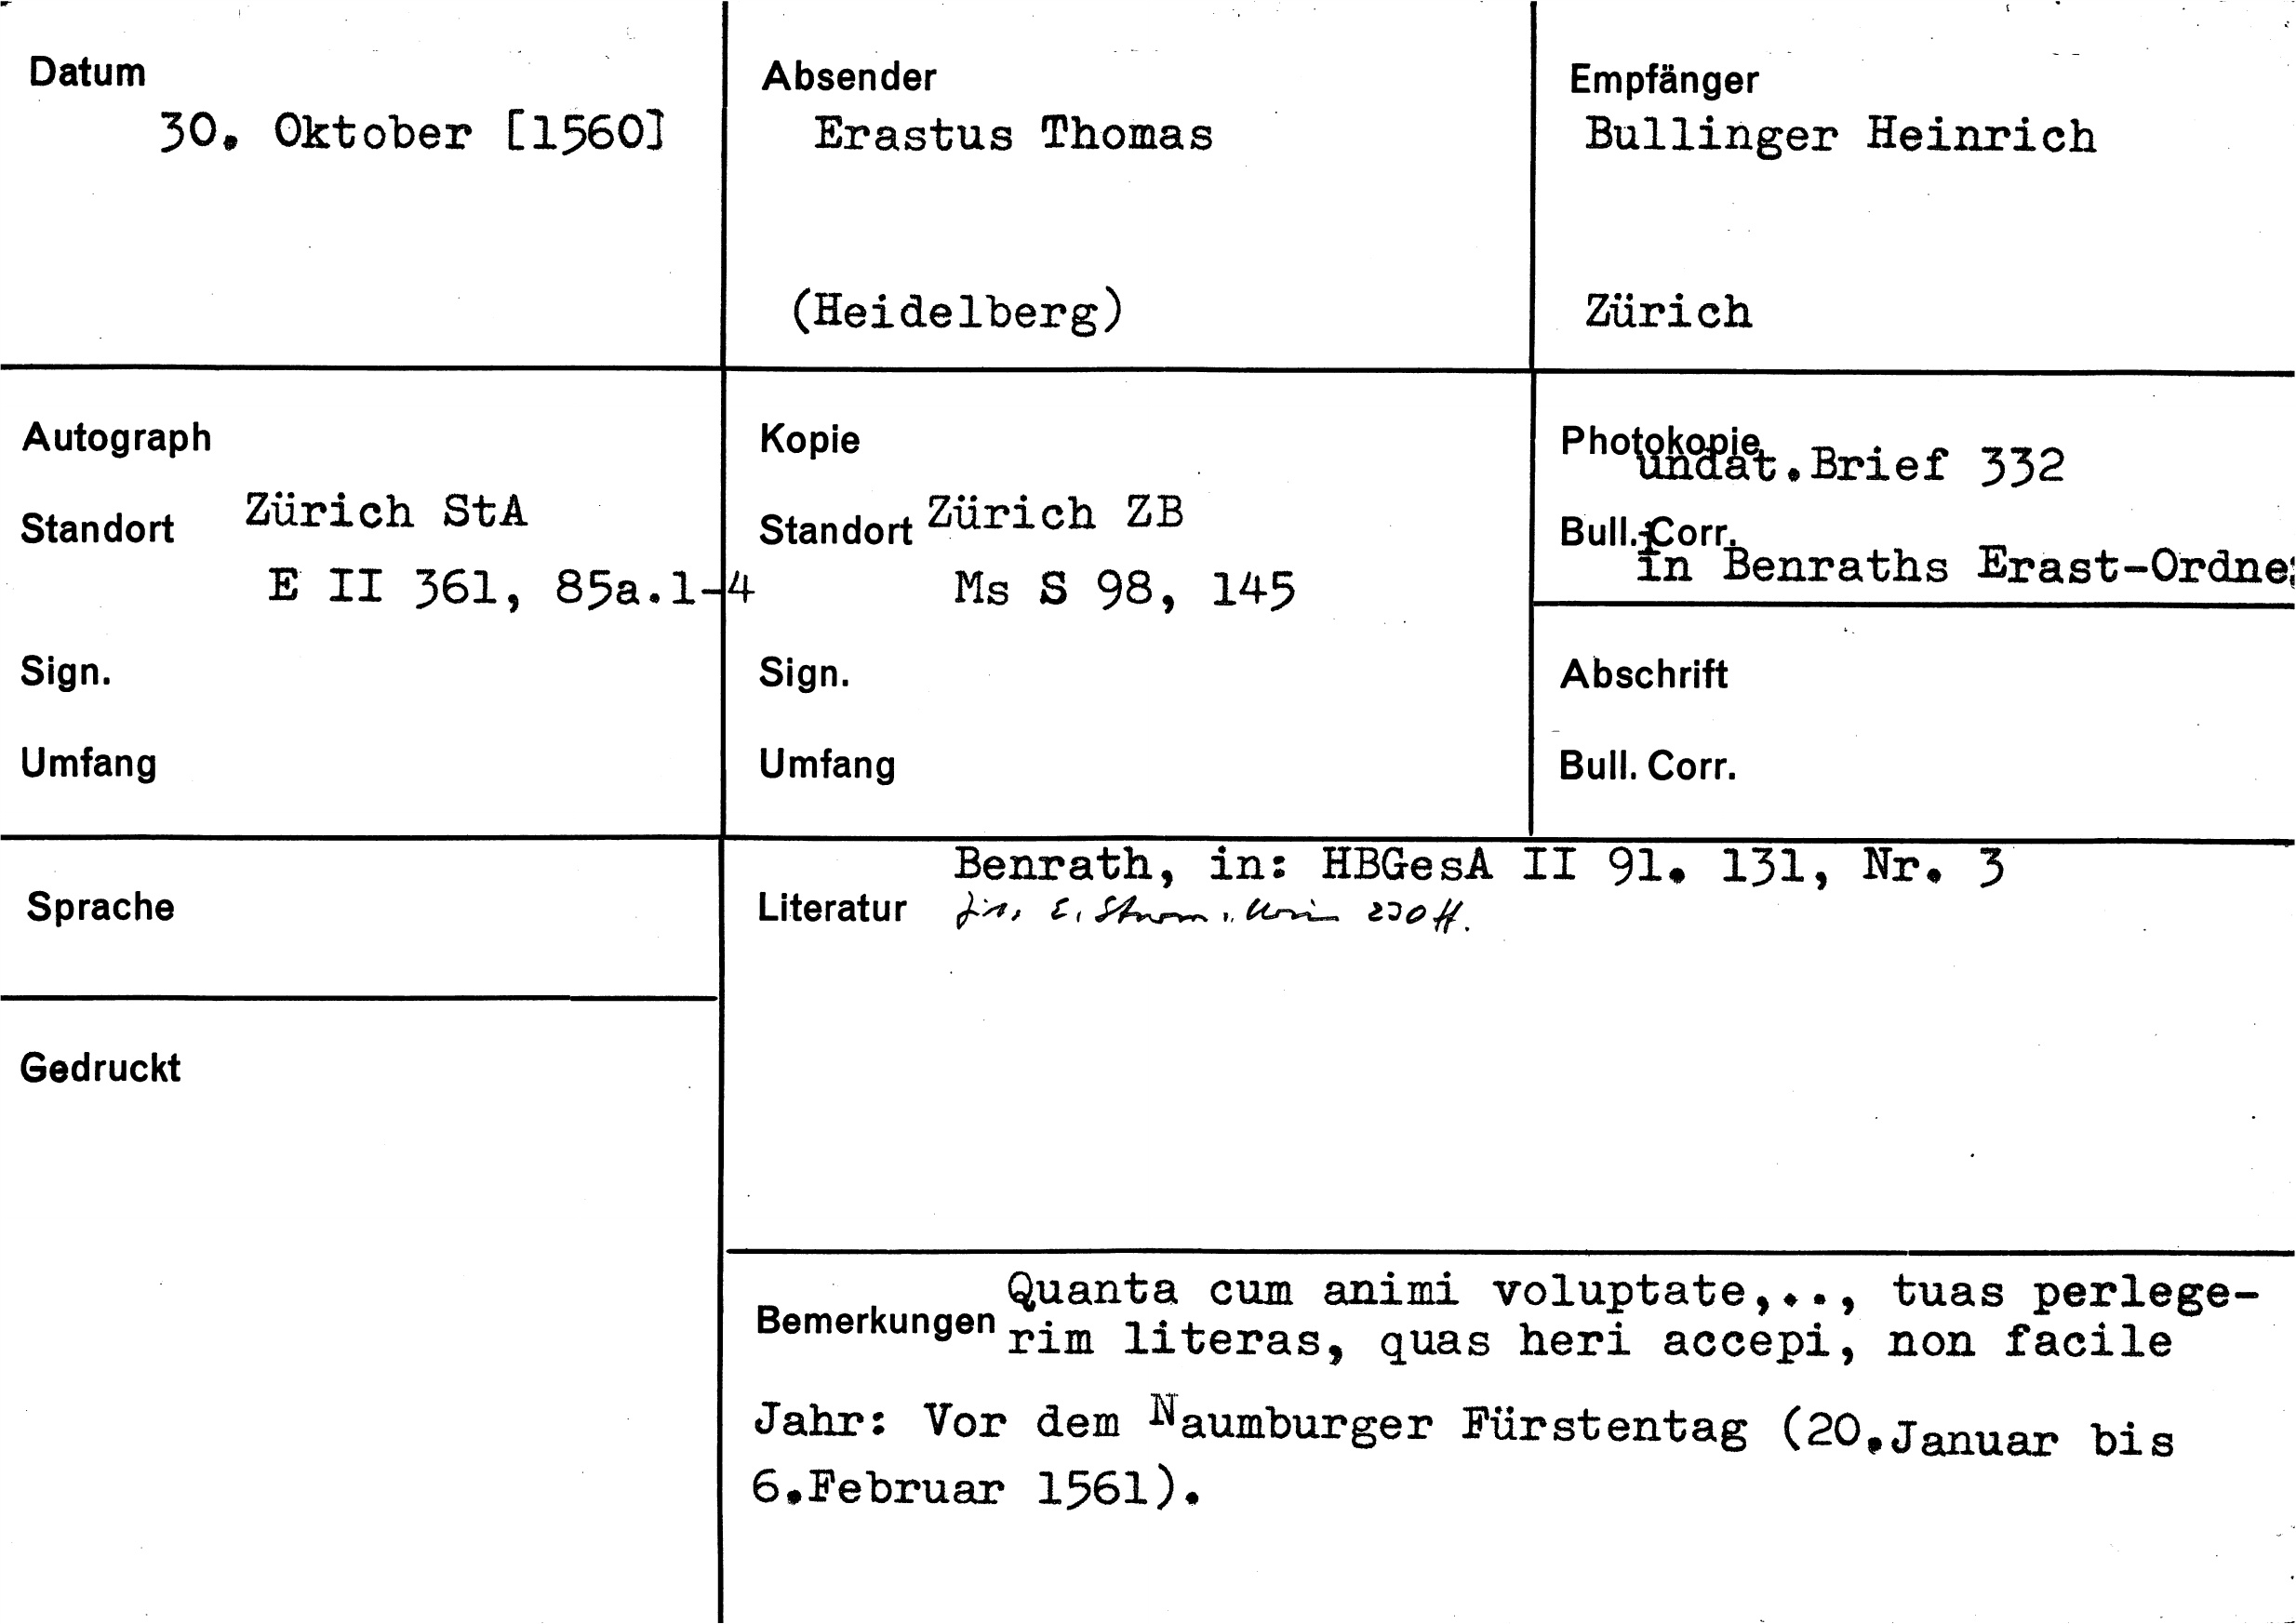 Datum
30. Oktober [1560]
Absender
Erastus Thomas
(Heidelberg)
Empfänger
Bullinger Heinrich
Zürich
Autograph
Standort Zürich StA
E II 361, 85a.1-4
Sign.
Umfang
Kopie
Standort Zürich ZB
Ms S 98, 145
Sign.
Umfang
Photokopie
undat.Brief 332
Bull. Corr.
in Benraths Erast-Ordne
Abschrift
Bull. Corr.
Sprache
Gedruckt
Benrath, in: HBGesA II 91. 131, Nr. 3
Literatur E. Sturm
Quanta cum animi voluptate,.., tuas perlege-
Bemerkungen rim literas, quas heri accepi, non facile
Jahr: Vor dem Naumburger Fürstentag (20.Januar bis
6.Februar 1561).